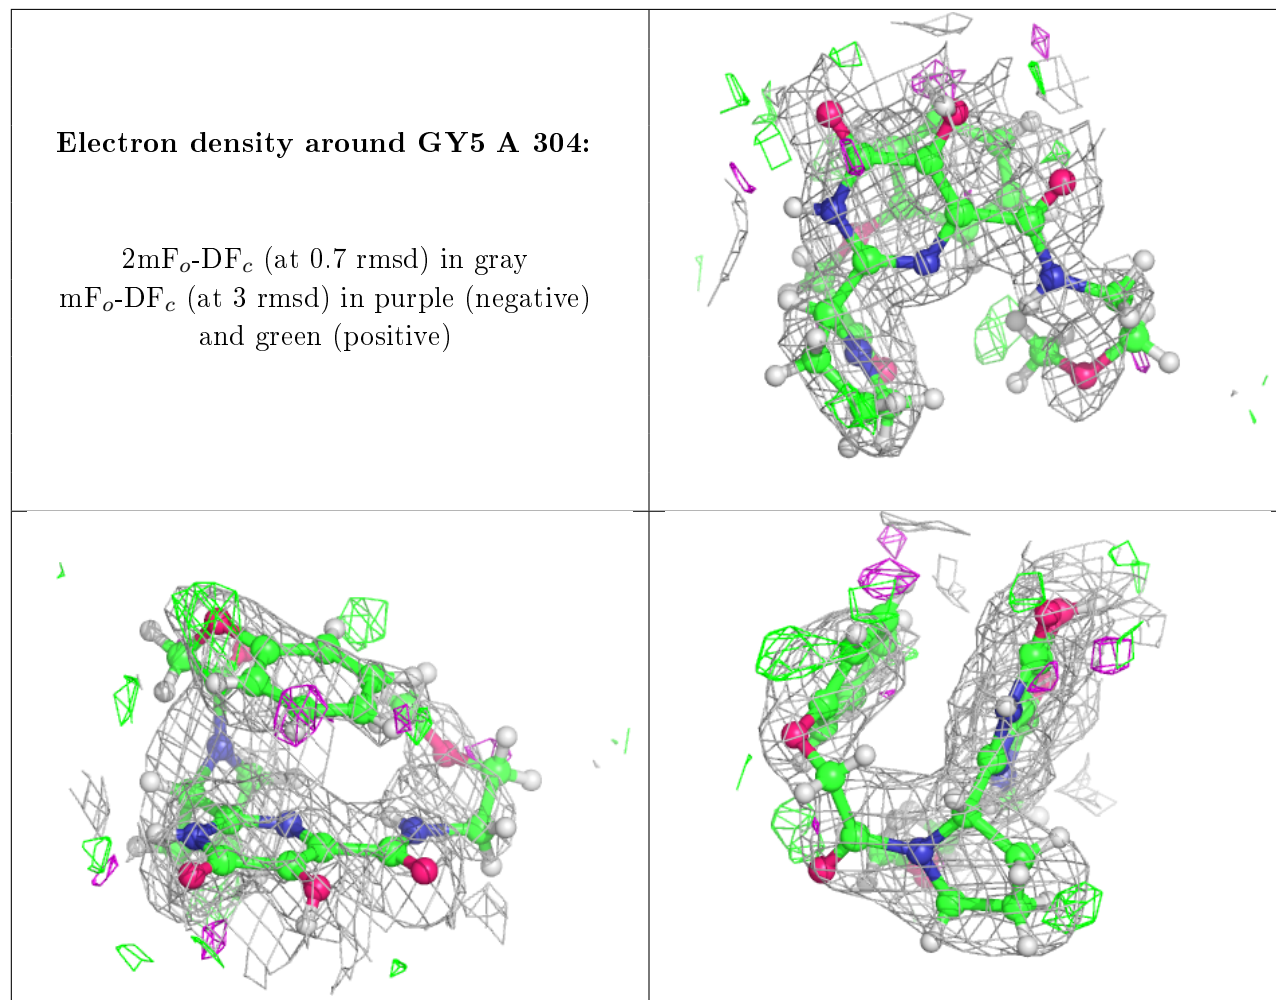 Electron density around GY5 A 304:
2mFo-DFc (at 0.7 rmsd) in gray
mFo-DFc (at 3 rmsd) in purple (negative)
and green (positive)